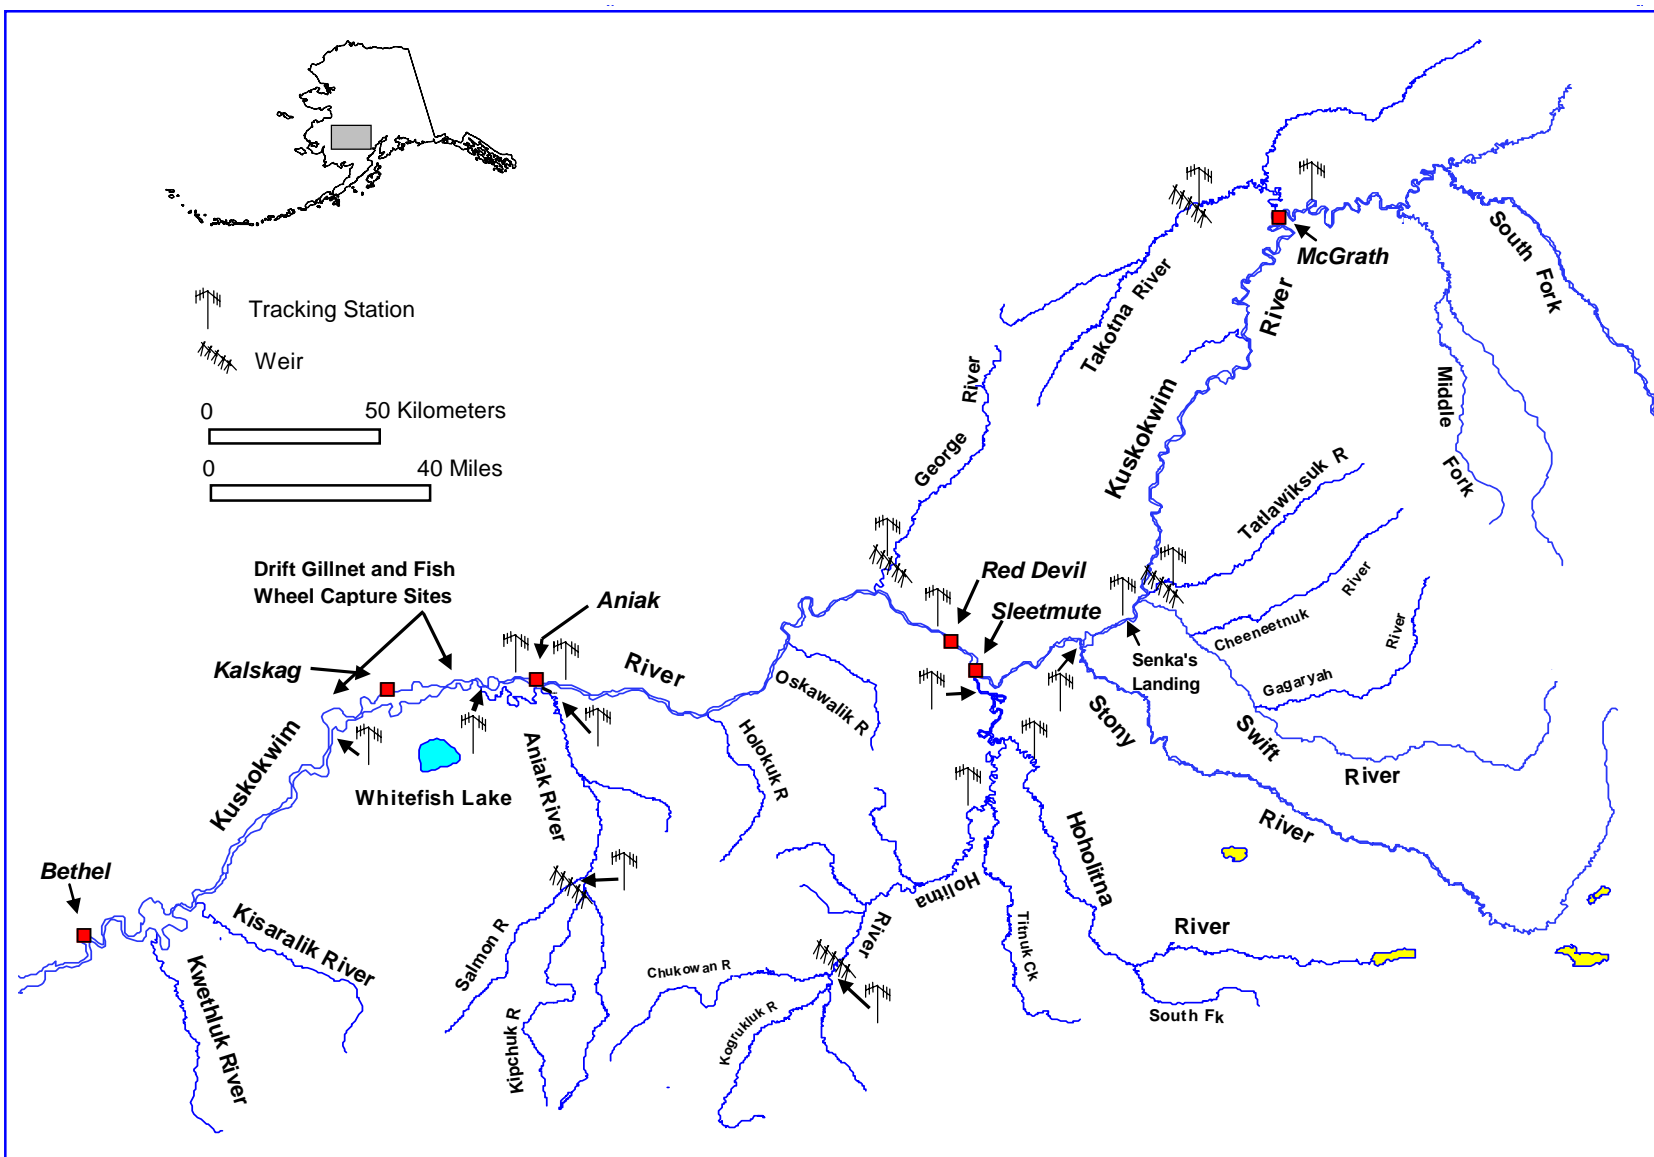 Tracking Station
Weir
0 50 Kilometers
0 40 Miles
Drift Gillnet and Fish
Wheel Capture Sites
Kalskag
Aniak
Bethel
Red Devil
Sleetmute
McGrath
Senka's
Landing
Whitefish Lake
Kuskokwim
River
Kuskokwim
River
Kisaralik River
Kwethluk River
Aniak River
Salmon R
Kipchuk R
Holokuk R
Oskawalik R
George
River
Takotna River
South Fork
Middle
Fork
Tatlawiksuk R
Cheeneetnuk
River
Gagaryah
River
Swift
River
Stony
River
Hoholitna
River
South Fk
Titnuk Ck
Holitna
River
Chukowan R
Kogrukluk R